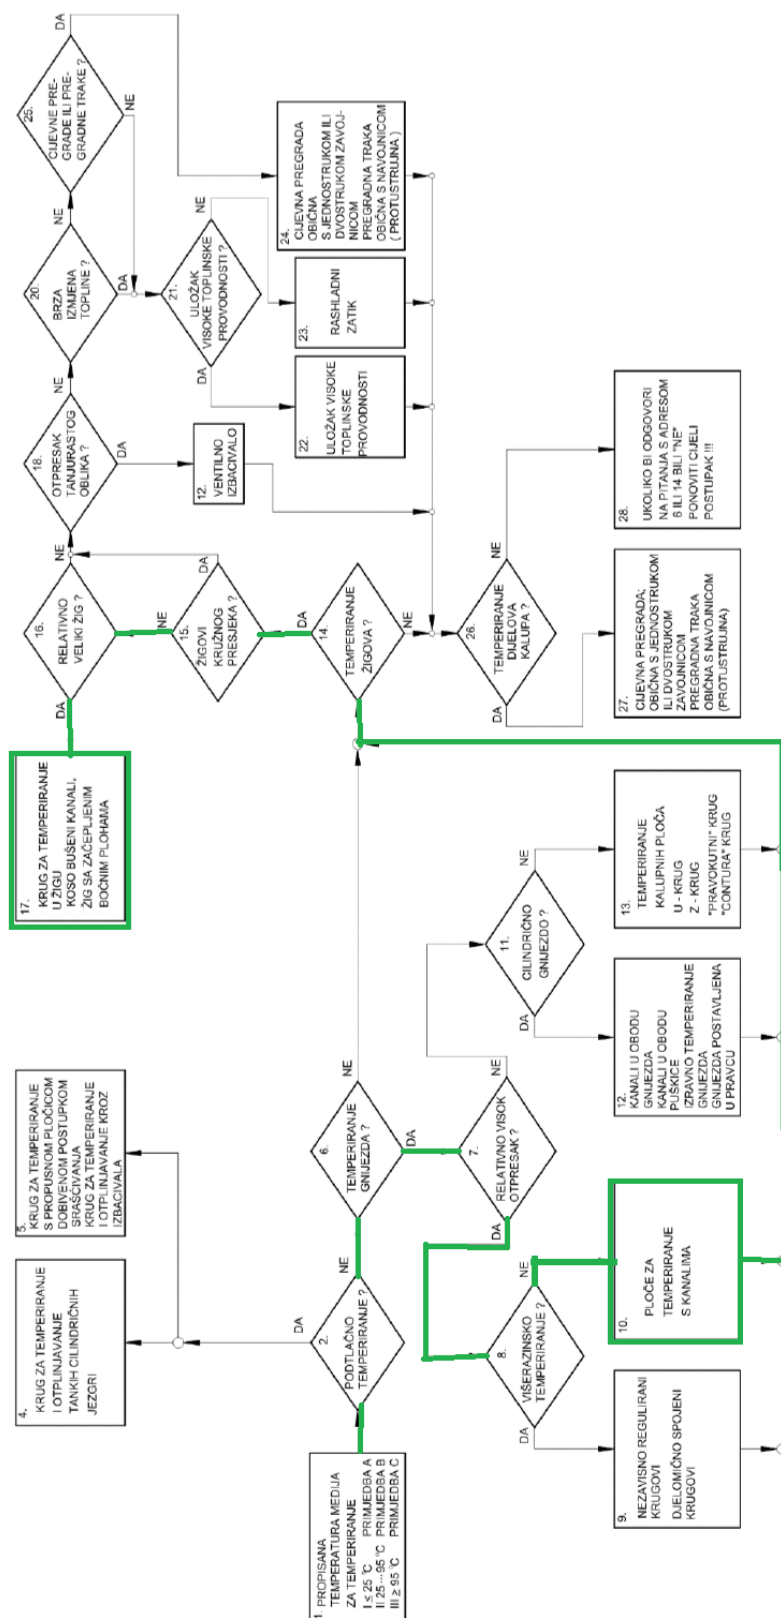 1. PROPISANA
TEMPERATURA MEDIJA
ZA TEMPERIRANJE
I ≤ 25 °C PRIMJEDBA A
II 25···95 °C PRIMJEDBA B
III ≥ 95 °C PRIMJEDBA C
2.
PODTLAČNO
TEMPERIRANJE ?
DA
NE
4.
KRUG ZA TEMPERIRANJE
I OTPLINJAVANJE
TANKIH CILINDRIČNIH
JEZGRI
5.
KRUG ZA TEMPERIRANJE
S PROPUSNOM PLOČICOM
DOBIVENOM POSTUPKOM
SRAŠĆIVANJA
KRUG ZA TEMPERIRANJE
I OTPLINJAVANJE KROZ
IZBACIVALA
6.
TEMPERIRANJE
GNIJEZDA ?
DA
NE
7.
RELATIVNO VISOK
OTPRESAK ?
DA
NE
8.
VIŠERAZINSKO
TEMPERIRANJE ?
DA
NE
9.
NEZAVISNO REGULIRANI
KRUGOVI
DJELOMIČNO SPOJENI
KRUGOVI
10.
PLOČE ZA
TEMPERIRANJE
S KANALIMA
11.
CILINDRIČNO
GNIJEZDO ?
DA
NE
12.
KANALI U OBODU
GNIJEZDA
KANALI U OBODU
PUŠKICE
IZRAVNO TEMPERIRANJE
GNIJEZDA
GNIJEZDA POSTAVLJENA
U PRAVCU
13.
TEMPERIRANJE
KALUPNIH PLOČA
U - KRUG
Z - KRUG
"PRAVOKUTNI" KRUG
"CONTURA" KRUG
14.
TEMPERIRANJE
ŽIGOVA ?
DA
NE
15.
ŽIGOVI
KRUŽNOG
PRESJEKA ?
NE
DA
16.
RELATIVNO
VELIKI ŽIG ?
DA
NE
17.
KRUG ZA TEMPERIRANJE
U ŽIGU
KOSO BUŠENI KANALI,
ŽIG SA ZAČEPLJENIM
BOČNIM PLOHAMA
18.
OTPRESAK
TANJURASTOG
OBLIKA ?
DA
NE
12.
VENTILNO
IZBACIVALO
20.
BRZA
IZMJENA
TOPLINE ?
DA
NE
21.
ULOŽAK
VISOKE TOPLINSKE
PROVODNOSTI ?
DA
NE
22.
ULOŽAK VISOKE
TOPLINSKE
PROVODNOSTI
23.
RASHLADNI
ZATIK
24.
CIJEVNA PREGRADA
OBIČNA
S JEDNOSTRUKOM ILI
DVOSTRUKOM ZAVOJ-
NICOM
PREGRADNA TRAKA
OBIČNA S NAVOJNICOM
( PROTUSTRUJNA )
25.
CIJEVNE PRE-
GRADE ILI PRE-
GRADNE TRAKE ?
DA
NE
26.
TEMPERIRANJE
DIJELOVA
KALUPA ?
DA
NE
27.
CIJEVNA PREGRADA;
OBIČNA S JEDNOSTRUKOM
ILI DVOSTRUKOM
ZAVOJNICOM
PREGRADNA TRAKA
OBIČNA S NAVOJNICOM
(PROTUSTRUJNA)
28.
UKOLIKO BI ODGOVORI
NA PITANJA S ADRESOM
6 ILI 14 BILI "NE"
PONOVITI CIJELI
POSTUPAK !!!